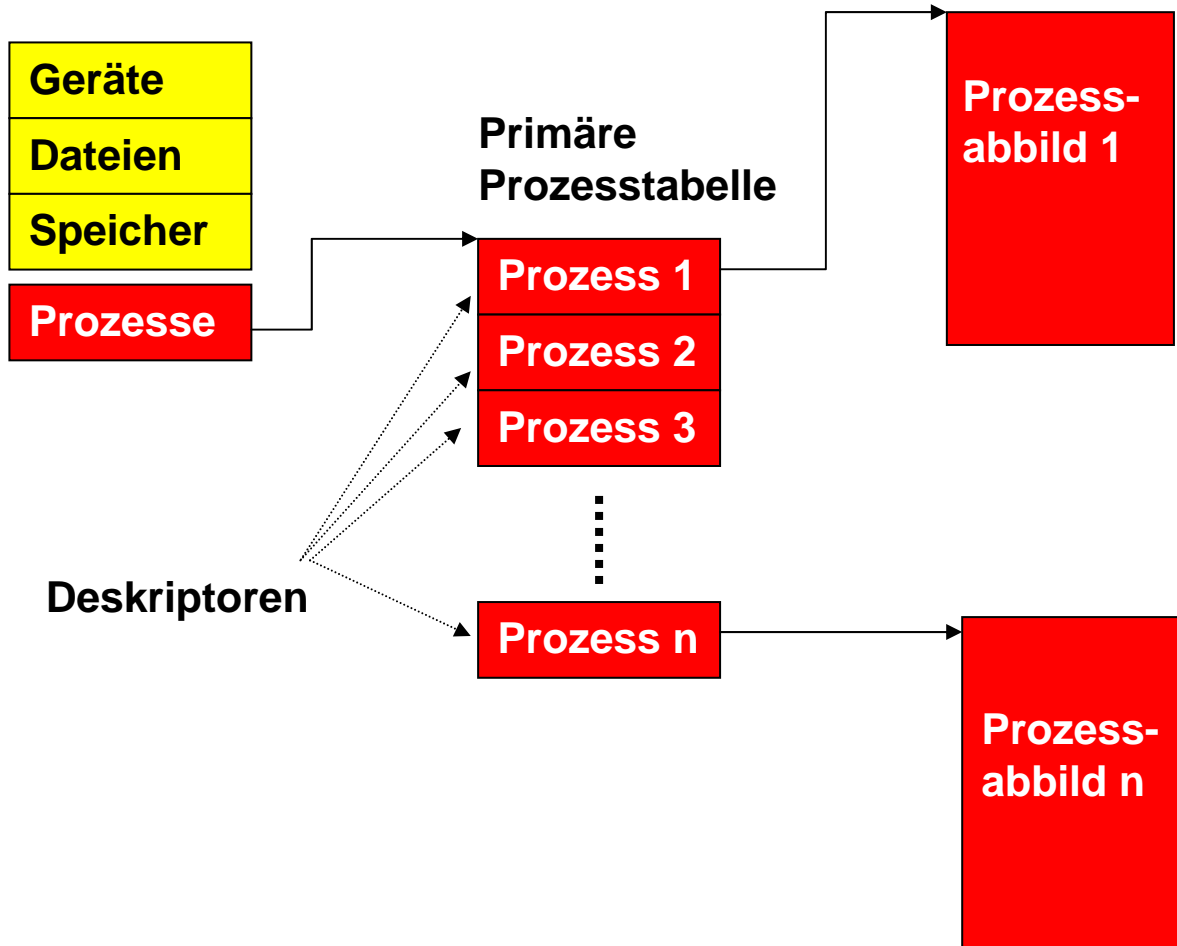 Geräte
Dateien
Speicher
Prozesse
Primäre
Prozesstabelle
Prozess 1
Prozess 2
Prozess 3
Prozess n
Deskriptoren
Prozess-
abbild 1
Prozess-
abbild n